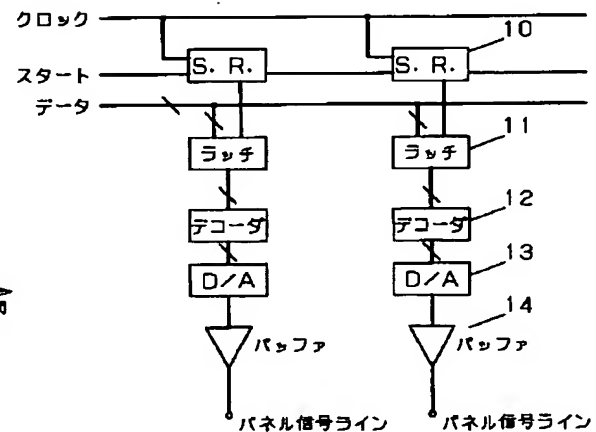 クロック
10
S. R.
S. R.
スタート
データ
11
ラッチ
ラッチ
12
デコーダ
デコーダ
13
D/A
D/A
14
バッファ
バッファ
パネル信号ライン
パネル信号ライン